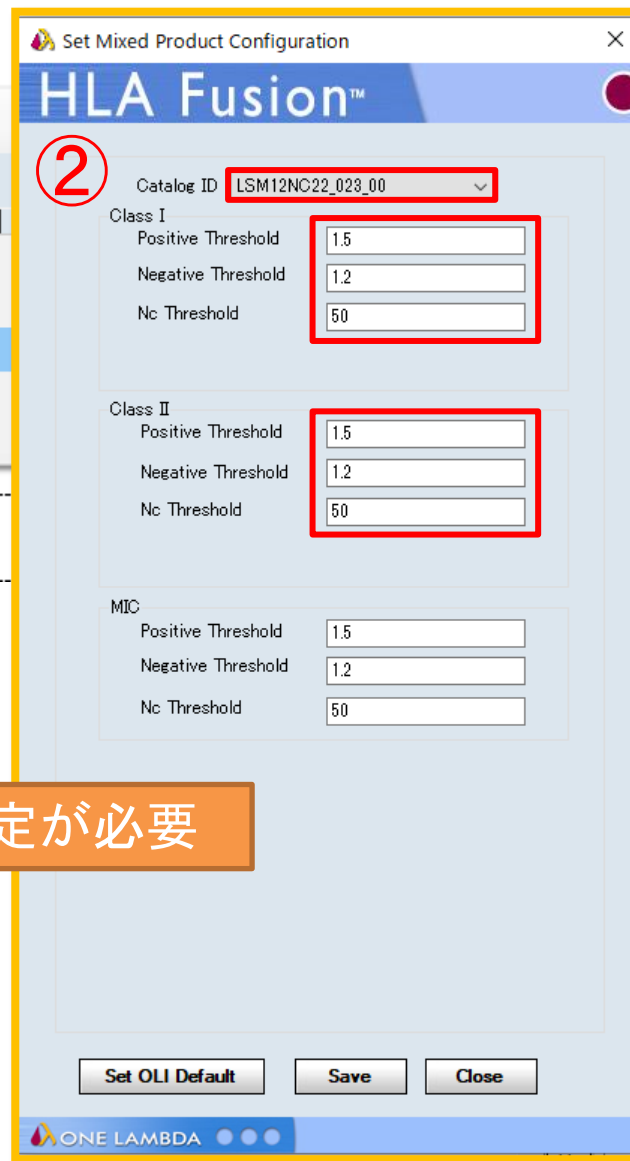 Set Mixed Product Configuration
HLA Fusion™
②
Catalog ID LSM12NC22_023_00
Class I
Positive Threshold 1.5
Negative Threshold 1.2
Nc Threshold 50
Class II
Positive Threshold 1.5
Negative Threshold 1.2
Nc Threshold 50
MIC
Positive Threshold 1.5
Negative Threshold 1.2
Nc Threshold 50
定が必要
Set OLI Default Save Close
ONE LAMBDA